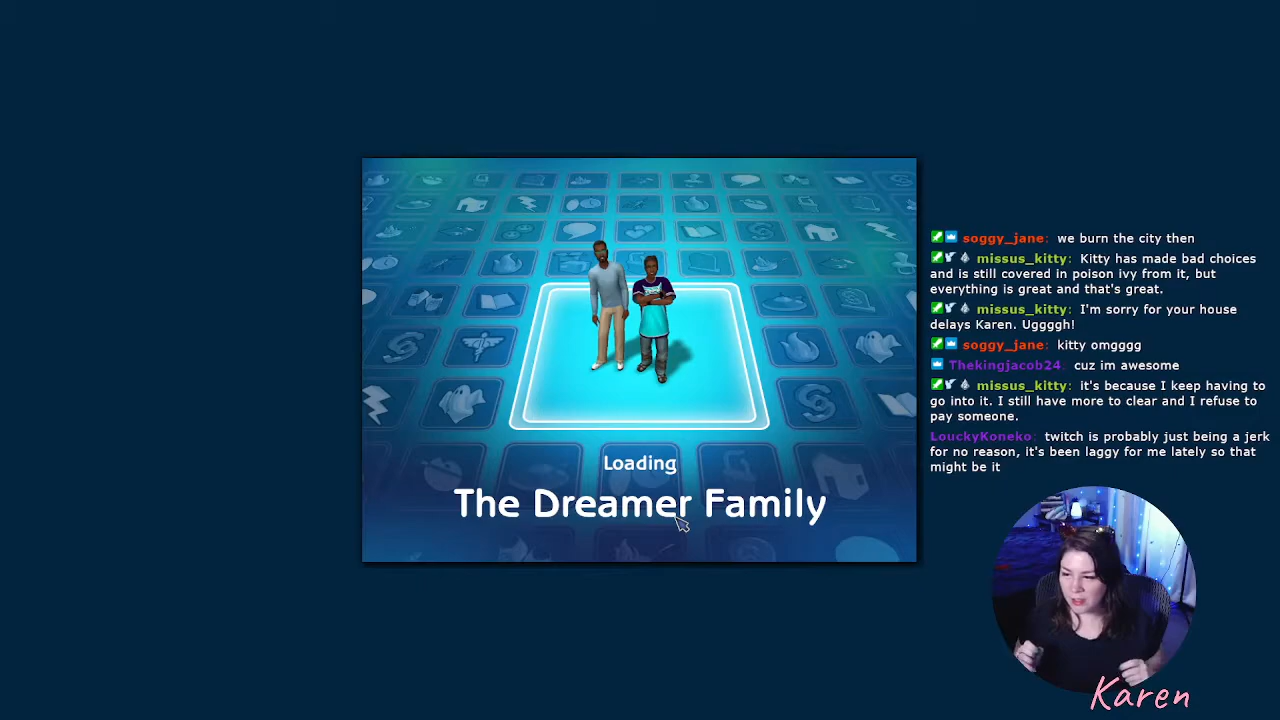 Loading
The Dreamer Family
soggy_jane: we burn the city then
missus_kitty: Kitty has made bad choices
and is still covered in poison ivy from it, but
everything is great and that's great.
missus_kitty: I'm sorry for your house
delays Karen. Uggggh!
soggy_jane: kitty omgggg
Thekingjacob24: cuz im awesome
missus_kitty: it's because I keep having to
go into it. I still have more to clear and I refuse to
pay someone.
LouckyKoneko: twitch is probably just being a jerk
for no reason, it's been laggy for me lately so that
might be it
Karen